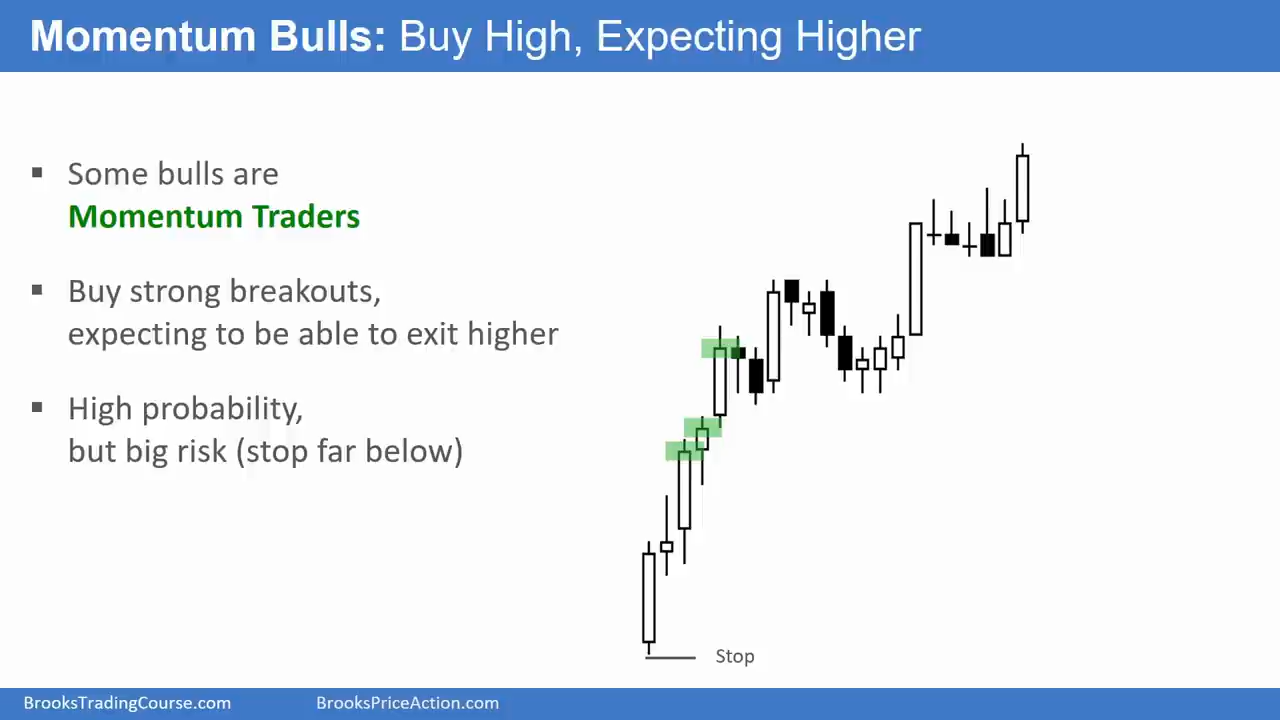 Momentum Bulls: Buy High, Expecting Higher
▪ Some bulls are
Momentum Traders
▪ Buy strong breakouts,
expecting to be able to exit higher
▪ High probability,
but big risk (stop far below)
Stop
BrooksTradingCourse.com
BrooksPriceAction.com